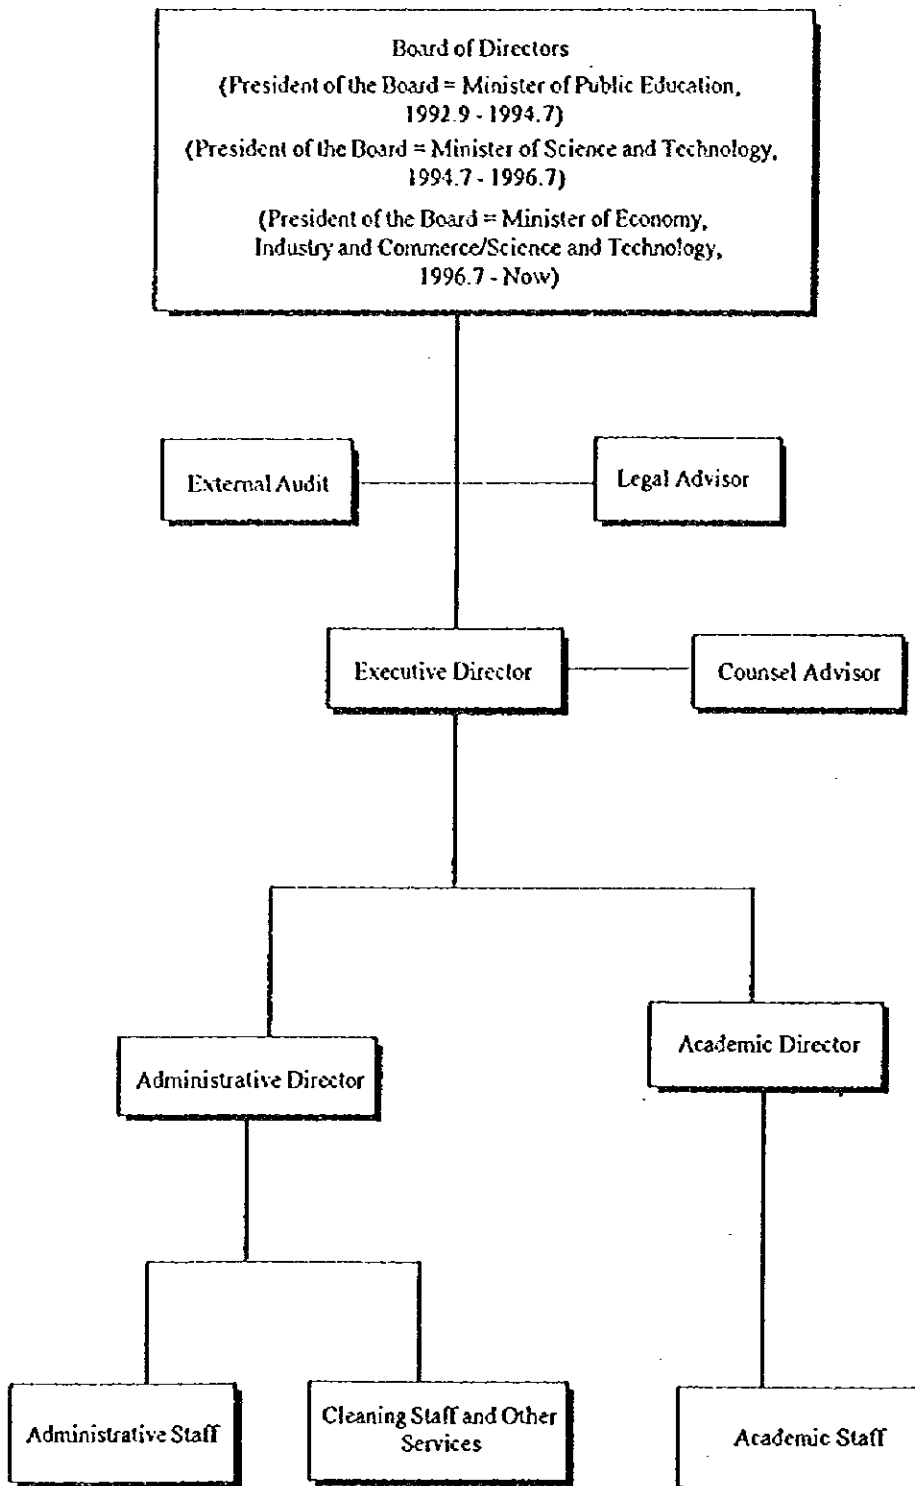 Board of Directors
(President of the Board = Minister of Public Education,
1992.9 - 1994.7)
(President of the Board = Minister of Science and Technology,
1994.7 - 1996.7)
(President of the Board = Minister of Economy,
Industry and Commerce/Science and Technology,
1996.7 - Now)
External Audit
Legal Advisor
Executive Director
Counsel Advisor
Academic Director
Administrative Director
Administrative Staff
Cleaning Staff and Other
Services
Academic Staff